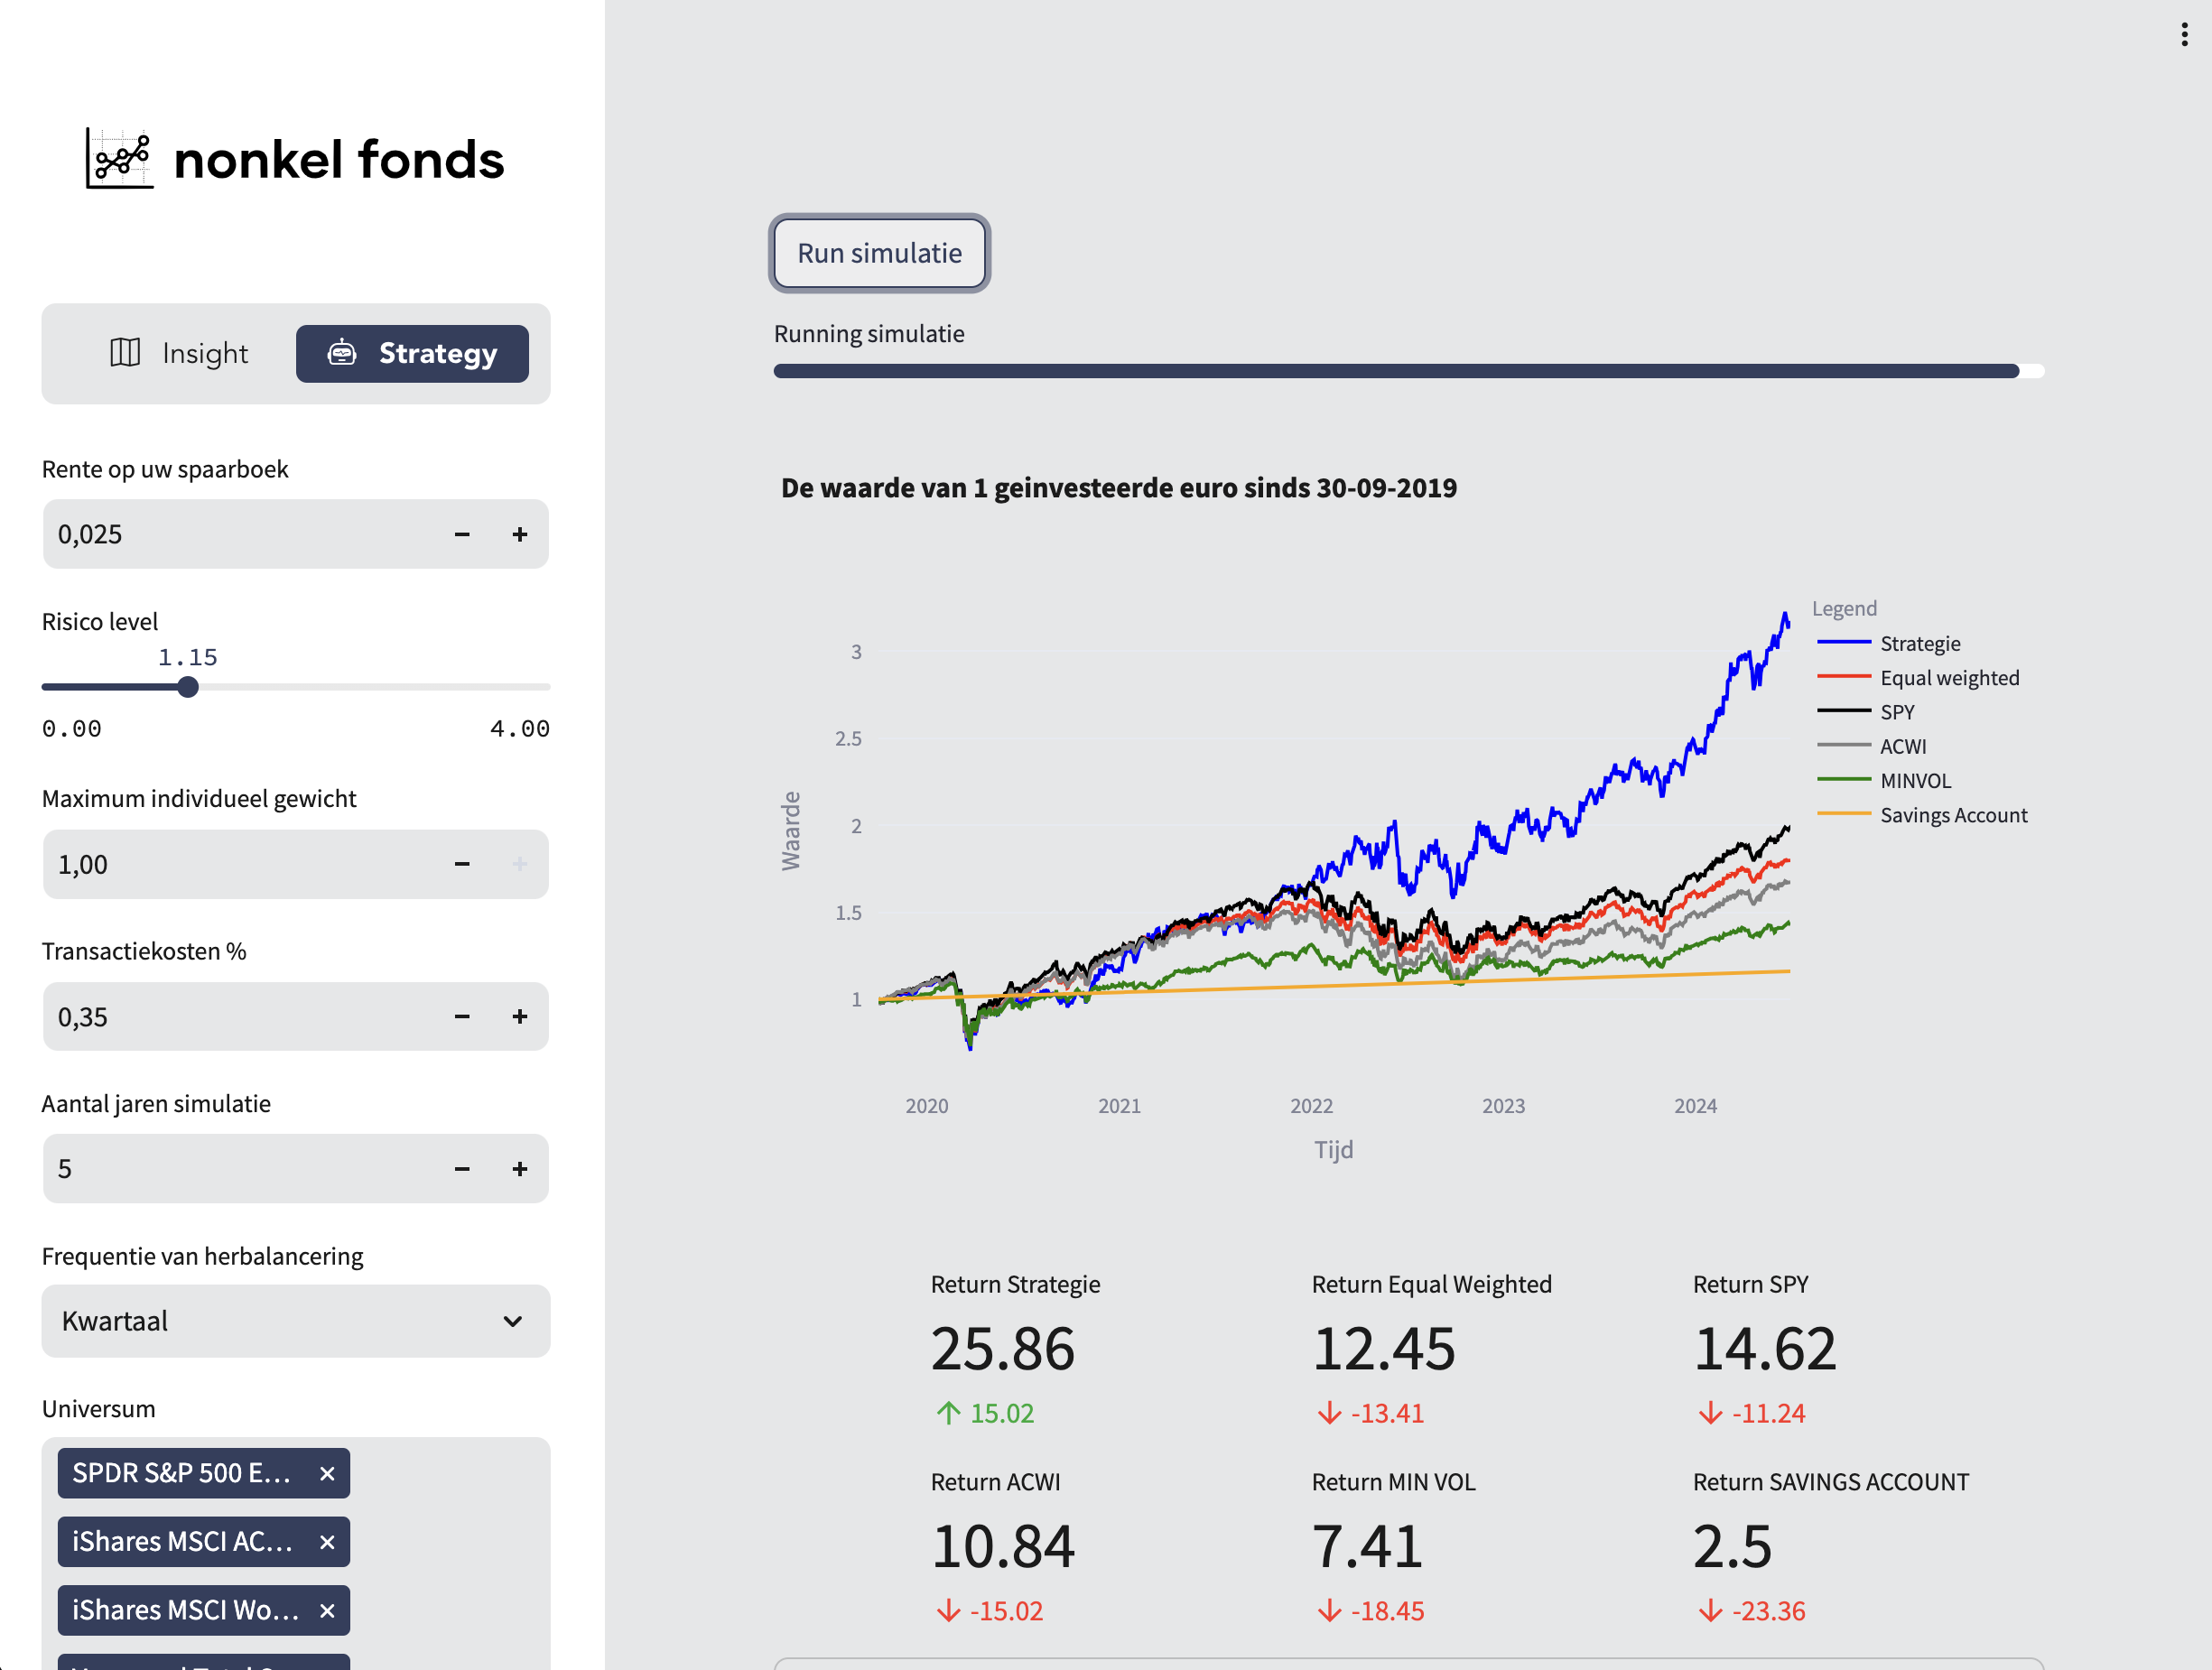 nonkel fonds
Insight
Strategy
Rente op uw spaarboek
0,025
Risico level
1.15
0.00
4.00
Maximum individueel gewicht
1,00
Transactiekosten %
0,35
Aantal jaren simulatie
5
Frequentie van herbalancering
Kwartaal
Universum
SPDR S&P 500 E...
iShares MSCI AC...
iShares MSCI Wo...
Run simulatie
Running simulatie
De waarde van 1 geinvesteerde euro sinds 30-09-2019
Waarde
3
2.5
2
1.5
1
2020
2021
2022
2023
2024
Tijd
Legend
Strategie
Equal weighted
SPY
ACWI
MINVOL
Savings Account
Return Strategie
25.86
15.02
Return Equal Weighted
12.45
-13.41
Return SPY
14.62
-11.24
Return ACWI
10.84
-15.02
Return MIN VOL
7.41
-18.45
Return SAVINGS ACCOUNT
2.5
-23.36